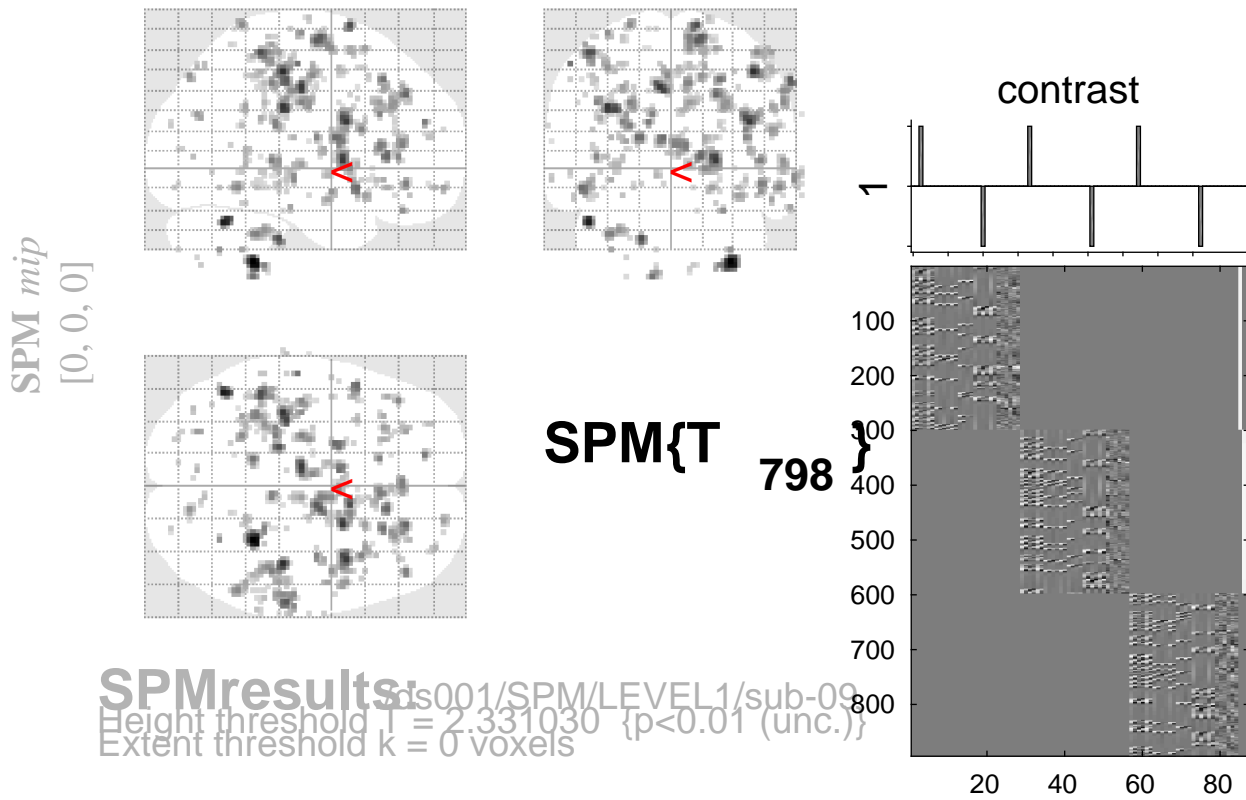 contrast
1
SPM mip
[0, 0, 0]
<
<
<
SPM{T798}
100
200
300
400
500
600
700
800
20
40
60
80
SPMresults: ./ds001/SPM/LEVEL1/sub-09
Height threshold T = 2.331030 {p<0.01 (unc.)}
Extent threshold k = 0 voxels